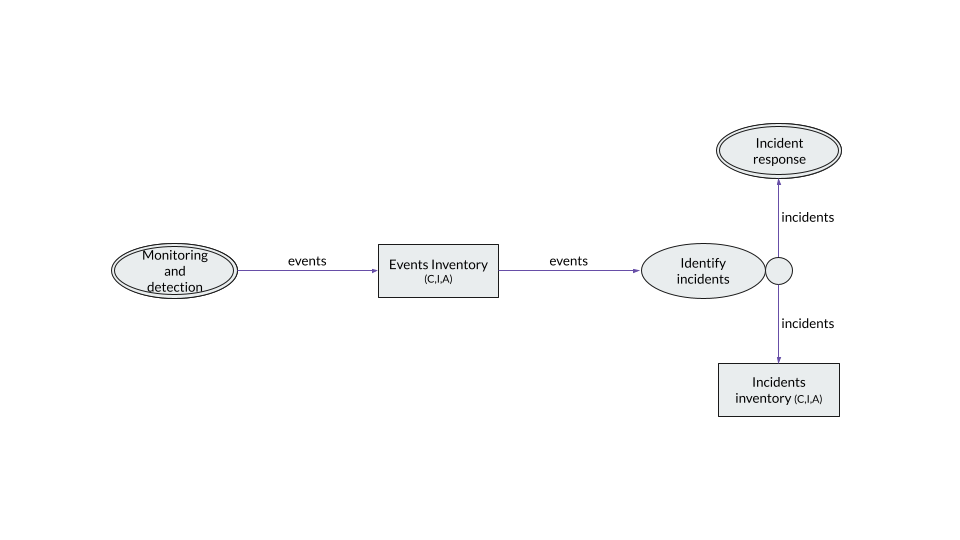 Incident
response
incidents
Monitoring
and
detection
events
Events Inventory
(C,I,A)
events
Identify
incidents
incidents
Incidents
inventory (C,I,A)